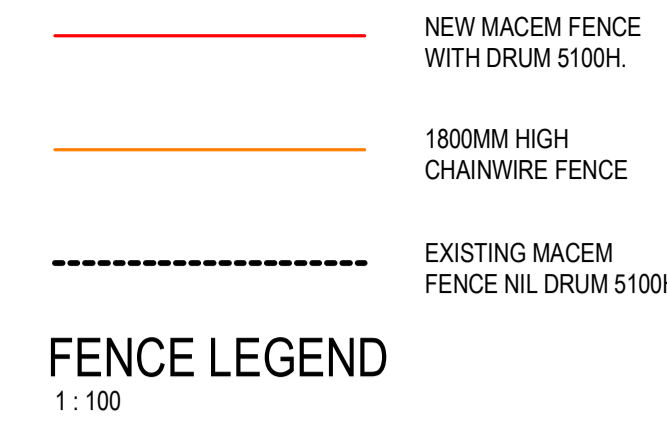 NEW MACEM FENCE
WITH DRUM 5100H.
1800MM HIGH
CHAINWIRE FENCE
EXISTING MACEM
FENCE NIL DRUM 5100H
FENCE LEGEND
1 : 100